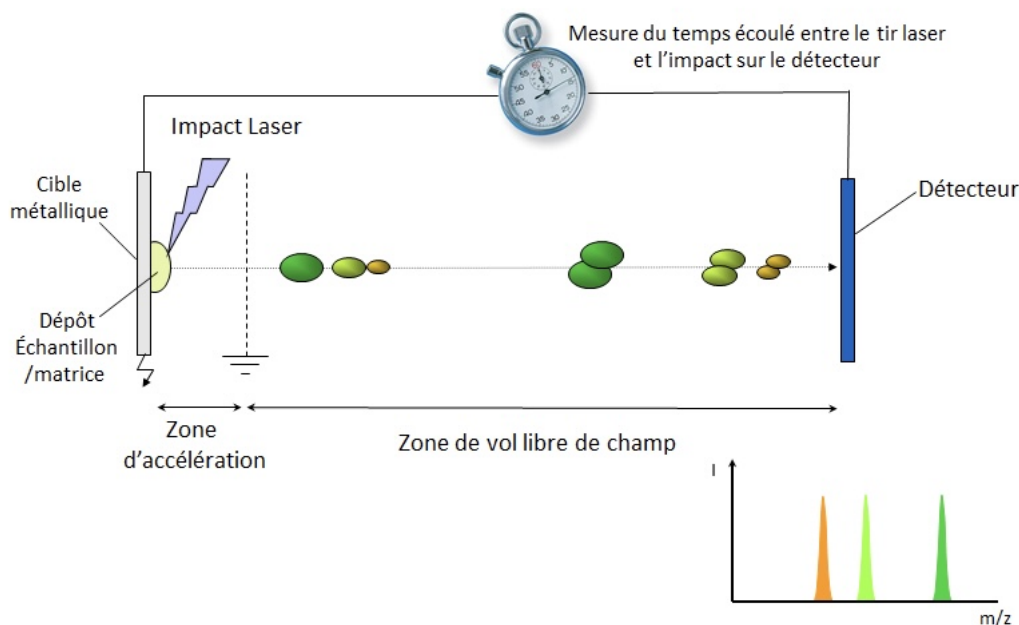 Mesure du temps écoulé entre le tir laser
et l'impact sur le détecteur
Impact Laser
Cible
métallique
Détecteur
Dépôt
Échantillon
/matrice
Zone
d'accélération
Zone de vol libre de champ
I
m/z